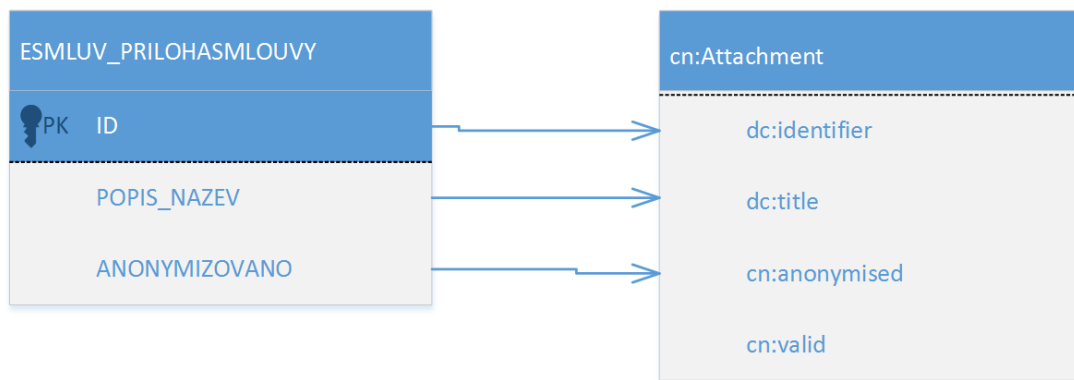 ESMLUV_PRILOHASMLOUVY
PK ID
POPIS_NAZEV
ANONYMIZOVANO
cn:Attachment
dc:identifier
dc:title
cn:anonymised
cn:valid